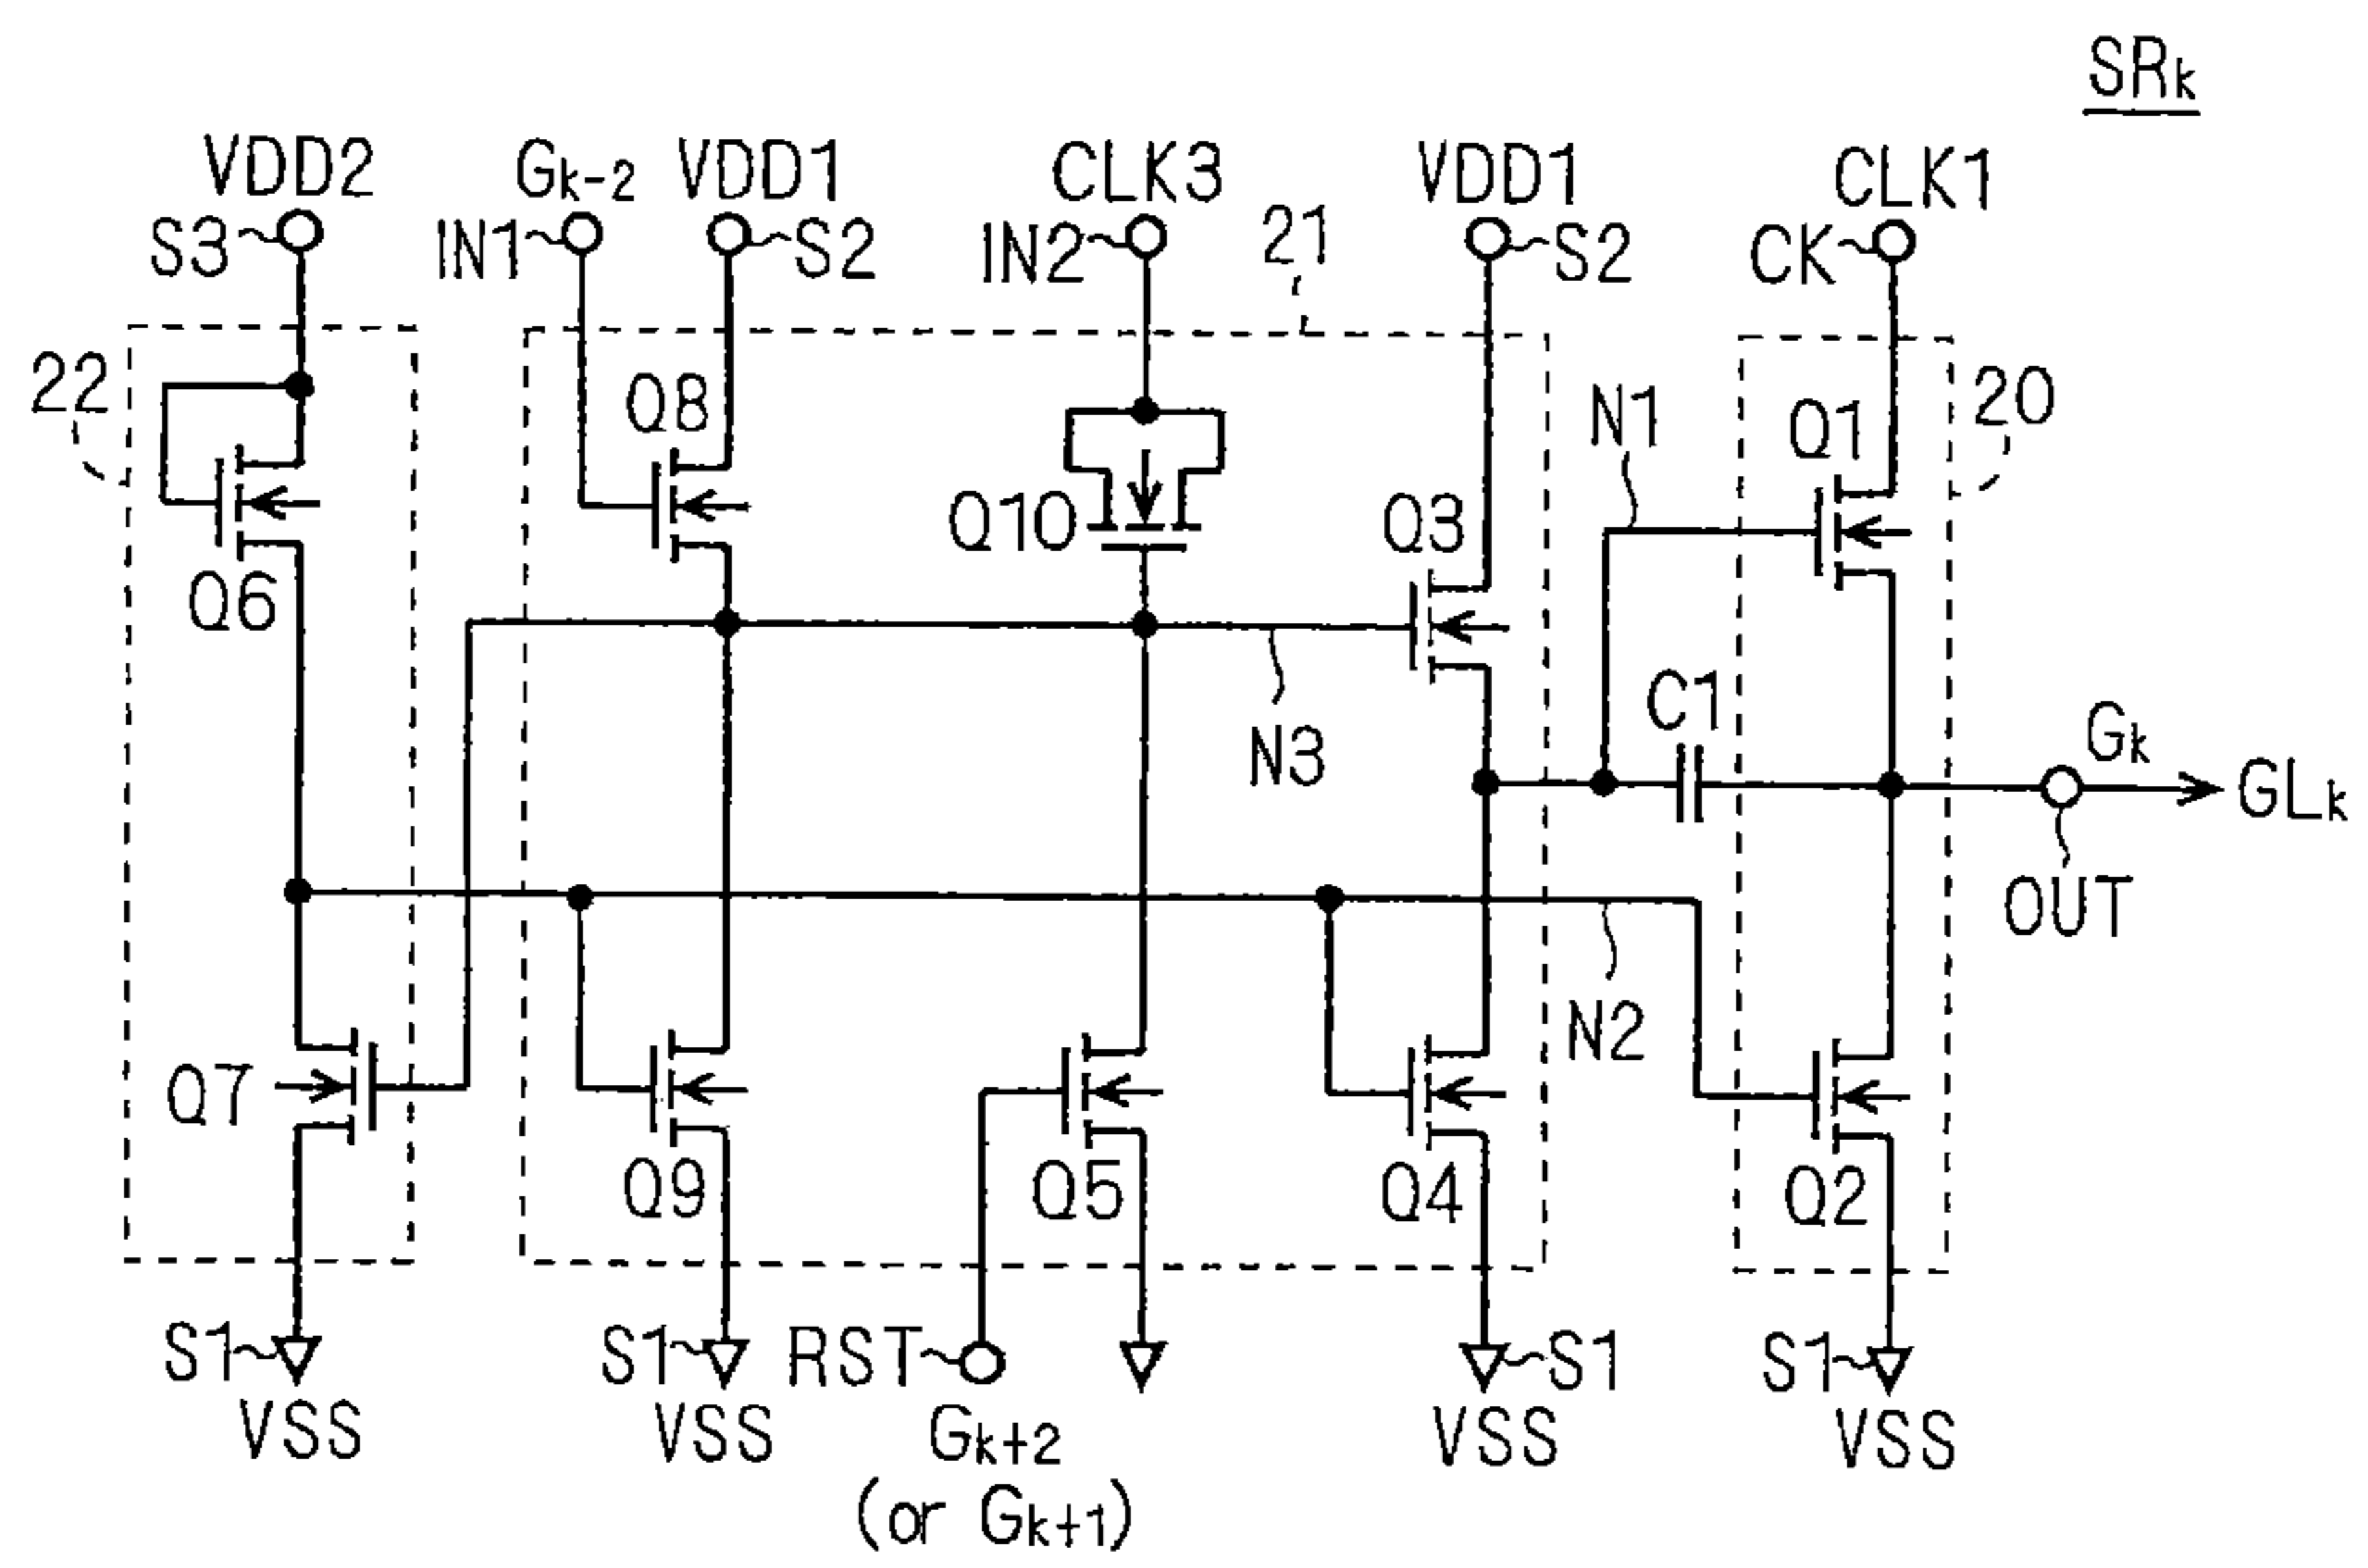 SRk
VDD2 Gk-2 VDD1 CLK3 VDD1 CLK1
S3 IN1 S2 IN2 21 S2 CK
22 Q8 N1 Q1 20
Q10 Q3
Q6
C1 Gk
N3 GLk
OUT
N2
Q7
Q9 Q5 Q4 Q2
S1 S1 RST S1 S1
VSS VSS Gk+2 VSS VSS
(or Gk+1)